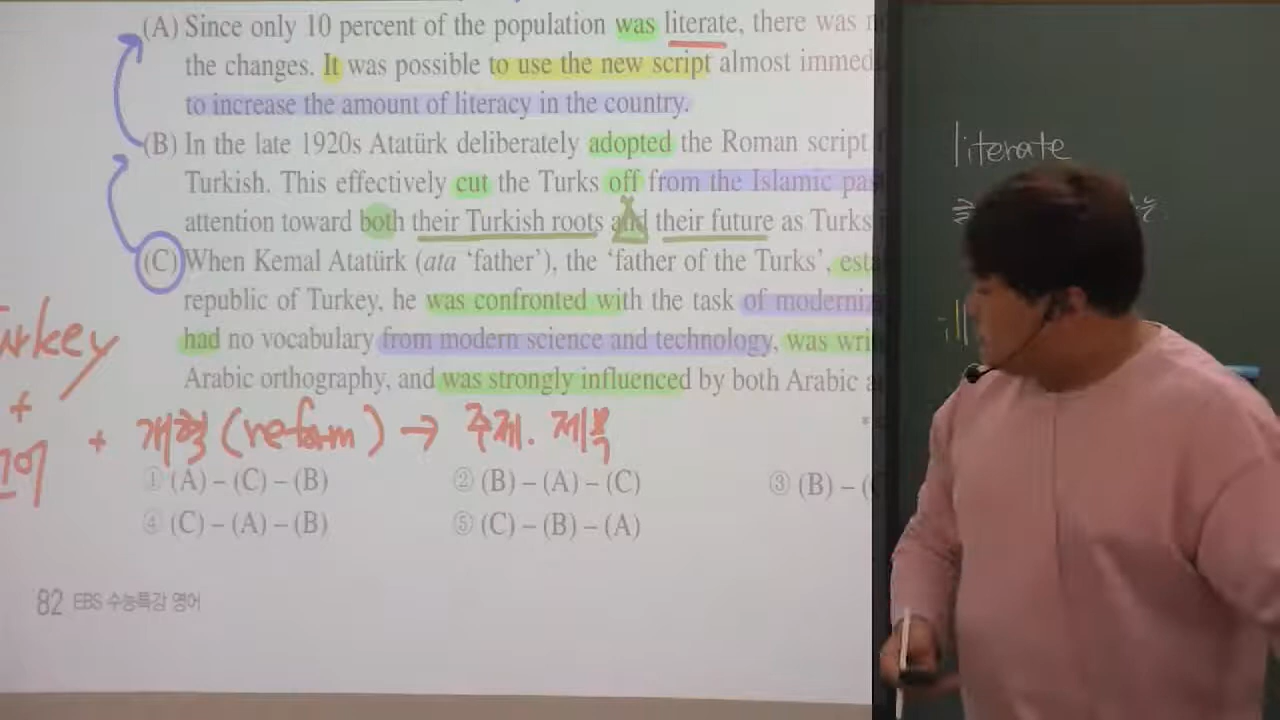 (A) Since only 10 percent of the population was literate, there was
the changes. It was possible to use the new script almost immed
to increase the amount of literacy in the country.
(B) In the late 1920s Atatürk deliberately adopted the Roman script
Turkish. This effectively cut the Turks off from the Islamic pas
attention toward both their Turkish roots and their future as Turks
(C) When Kemal Atatürk (ata ‘father’), the ‘father of the Turks’, esta
republic of Turkey, he was confronted with the task of moderniz
had no vocabulary from modern science and technology, was wri
Arabic orthography, and was strongly influenced by both Arabic a
urkey
+
+ 개혁 (reform) → 주제. 제목
① (A) – (C) – (B)
② (B) – (A) – (C)
③ (B) – (
④ (C) – (A) – (B)
⑤ (C) – (B) – (A)
82 EBS 수능특강 영어
literate
ill